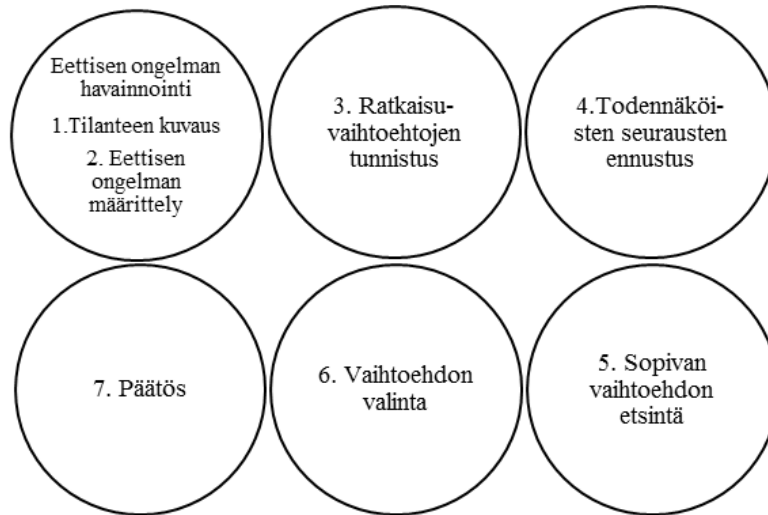 Eettisen ongelman
havainnointi
1.Tilanteen kuvaus
2. Eettisen
ongelman
määrittely
3. Ratkaisu-
vaihtoehtojen
tunnistus
4.Todennäköi-
sten seurausten
ennustus
7. Päätös
6. Vaihtoehdon
valinta
5. Sopivan
vaihtoehdon
etsintä